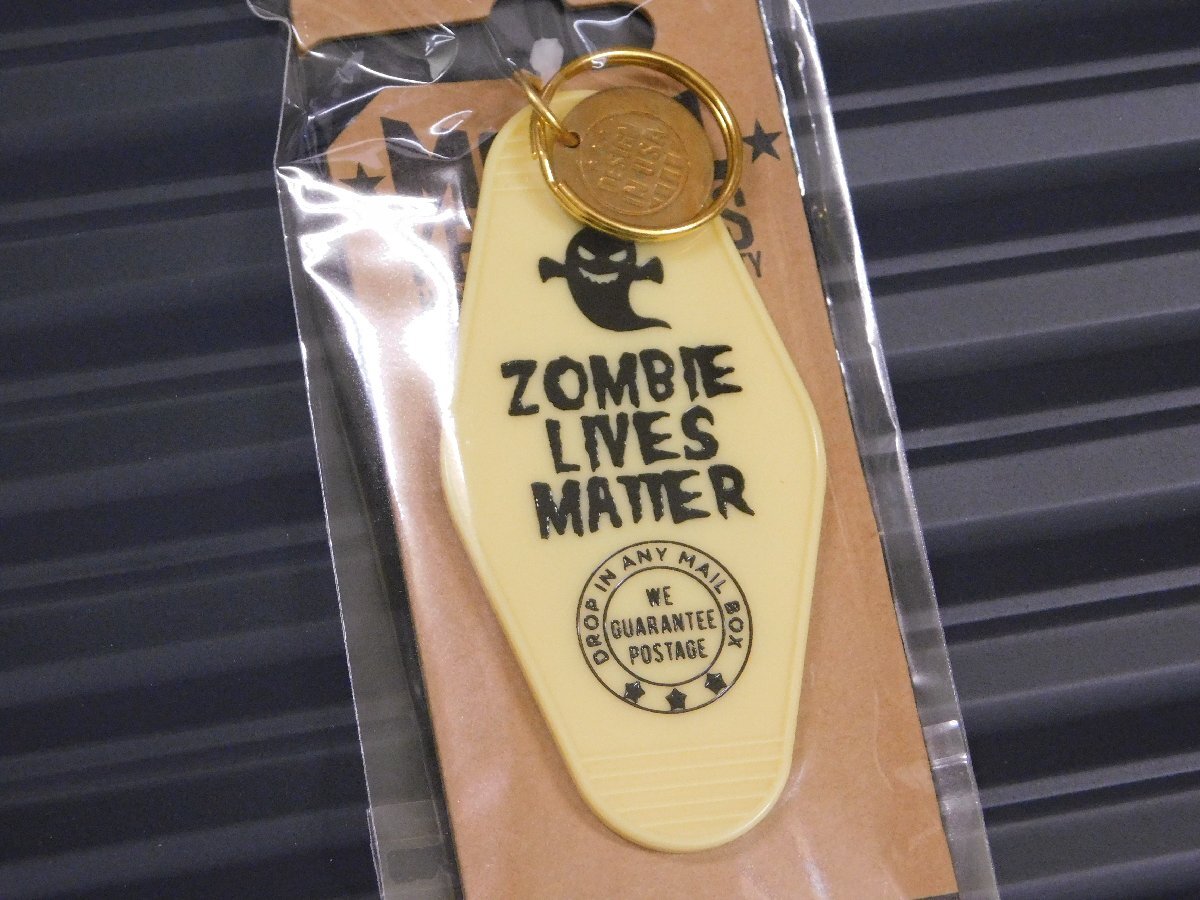 ZOMBIE
LIVES
MATTER
DROP IN ANY MAIL BOX
WE
GUARANTEE
POSTAGE